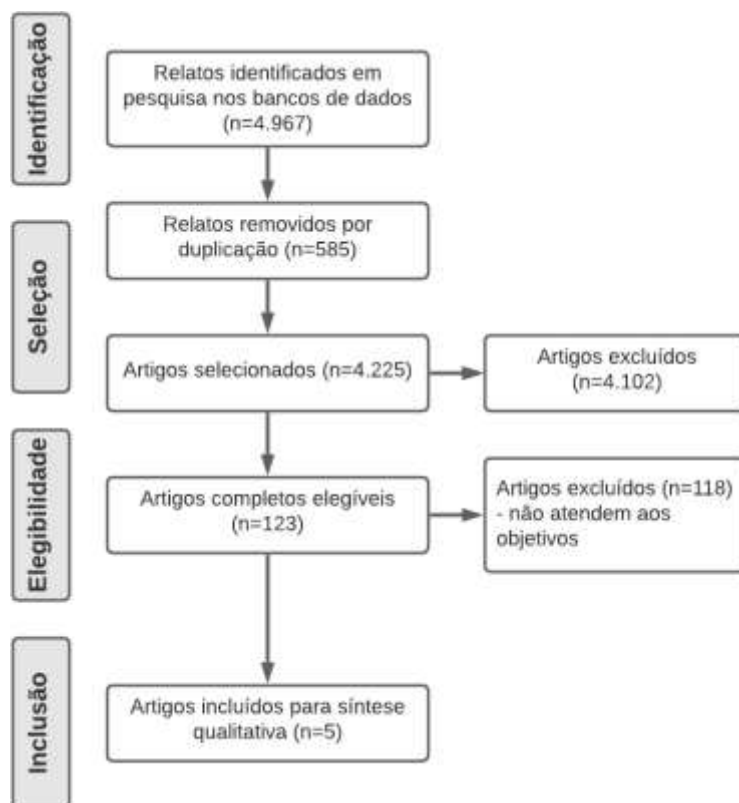 Identificação
Relatos identificados em
pesquisa nos bancos de dados
(n=4.967)
Seleção
Relatos removidos por
duplicação (n=585)
Artigos selecionados (n=4.225)
Artigos excluídos
(n=4.102)
Elegibilidade
Artigos completos elegíveis
(n=123)
Artigos excluídos (n=118)
- não atendem aos
objetivos
Inclusão
Artigos incluídos para síntese
qualitativa (n=5)